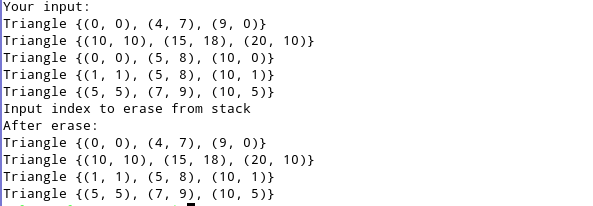 Your input:
Triangle {(0, 0), (4, 7), (9, 0)}
Triangle {(10, 10), (15, 18), (20, 10)}
Triangle {(0, 0), (5, 8), (10, 0)}
Triangle {(1, 1), (5, 8), (10, 1)}
Triangle {(5, 5), (7, 9), (10, 5)}
Input index to erase from stack
After erase:
Triangle {(0, 0), (4, 7), (9, 0)}
Triangle {(10, 10), (15, 18), (20, 10)}
Triangle {(1, 1), (5, 8), (10, 1)}
Triangle {(5, 5), (7, 9), (10, 5)}